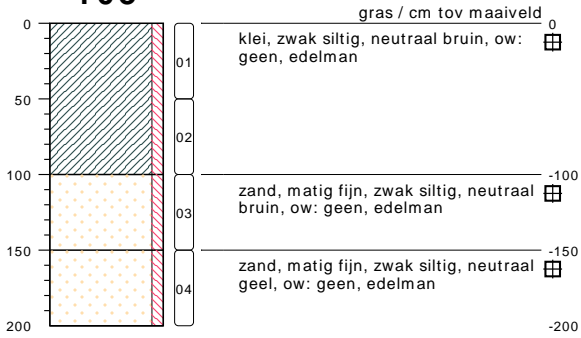 gras / cm tov maaiveld
0
0
klei, zwak siltig, neutraal bruin, ow:
geen, edelman
01
50
02
100
-100
zand, matig fijn, zwak siltig, neutraal
bruin, ow: geen, edelman
03
150
-150
zand, matig fijn, zwak siltig, neutraal
geel, ow: geen, edelman
04
200
-200